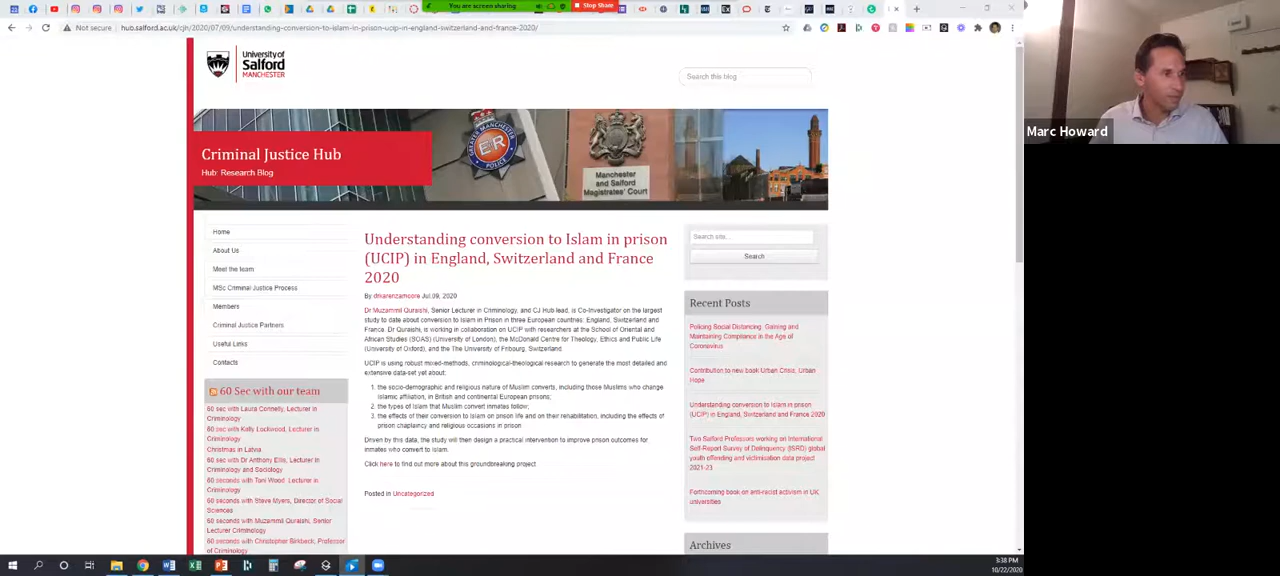 You are screen sharing
Stop Share
Not secure
hub.salford.ac.uk/cjh/2020/07/09/understanding-conversion-to-islam-in-prison-ucip-in-england-switzerland-and-france-2020/
University of
Salford
MANCHESTER
Search this blog
Marc Howard
Criminal Justice Hub
Hub: Research Blog
GREATER MANCHESTER
POLICE
Manchester
and Salford
Magistrates' Court
Home
About Us
Meet the team
MSc Criminal Justice Process
Members
Criminal Justice Partners
Useful Links
Contacts
60 Sec with our team
60 sec with Laura Connelly, Lecturer in
Criminology
60 sec with Kelly Lockwood, Lecturer in
Criminology
Christmas in Latvia
60 sec with Dr Anthony Ellis, Lecturer in
Criminology and Sociology
60 seconds with Toni Wood Lecturer in
Criminology
60 seconds with Steve Myers, Director of Social
Sciences
60 seconds with Muzammil Quraishi, Senior
Lecturer Criminology
60 seconds with Christopher Birkbeck, Professor
of Criminology
Understanding conversion to Islam in prison
(UCIP) in England, Switzerland and France
2020
By dnkarenzamoore Jul.09, 2020
Dr Muzammil Quraishi, Senior Lecturer in Criminology, and CJ Hub lead, is Co-Investigator on the largest
study to date about conversion to Islam in Prison in three European countries: England, Switzerland and
France. Dr Quraishi, is working in collaboration on UCIP with researchers at the School of Oriental and
African Studies (SOAS) (University of London), the McDonald Centre for Theology, Ethics and Public Life
(University of Oxford), and the The University of Fribourg, Switzerland.
UCIP is using robust mixed-methods, criminological-theological research to generate the most detailed and
extensive data-set yet about:
1. the socio-demographic and religious nature of Muslim converts, including those Muslims who change
Islamic affiliation, in British and continental European prisons;
2. the types of Islam that Muslim convert inmates follow;
3. the effects of their conversion to Islam on prison life and on their rehabilitation, including the effects of
prison chaplaincy and religious occasions in prison
Driven by this data, the study will then design a practical intervention to improve prison outcomes for
inmates who convert to Islam.
Click here to find out more about this groundbreaking project
Posted in Uncategorized
Search site...
Search
Recent Posts
Policing Social Distancing: Gaining and
Maintaining Compliance in the Age of
Coronavirus
Contribution to new book Urban Crisis, Urban
Hope
Understanding conversion to Islam in prison
(UCIP) in England, Switzerland and France 2020
Two Salford Professors working on International
Self-Report Survey of Delinquency (ISRD) global
youth offending and victimisation data project
2021-23
Forthcoming book on anti-racist activism in UK
universities
Archives
3:38 PM
10/22/2020